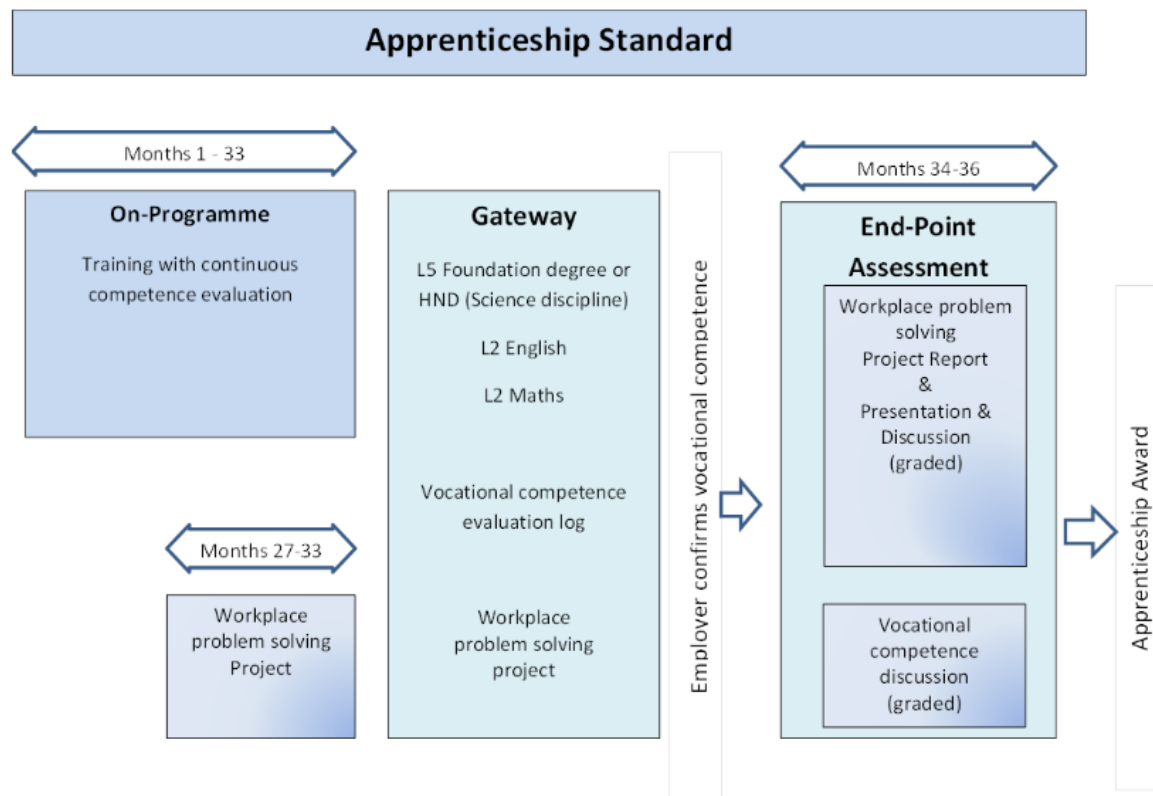 Apprenticeship Standard
Months 1 - 33
On-Programme
Training with continuous
competence evaluation
Months 27-33
Workplace
problem solving
Project
Gateway
L5 Foundation degree or
HND (Science discipline)
L2 English
L2 Maths
Vocational competence
evaluation log
Workplace
problem solving
project
Employer confirms vocational competence
Months 34-36
End-Point
Assessment
Workplace problem
solving
Project Report
&
Presentation &
Discussion
(graded)
Vocational
competence
discussion
(graded)
Apprenticeship Award